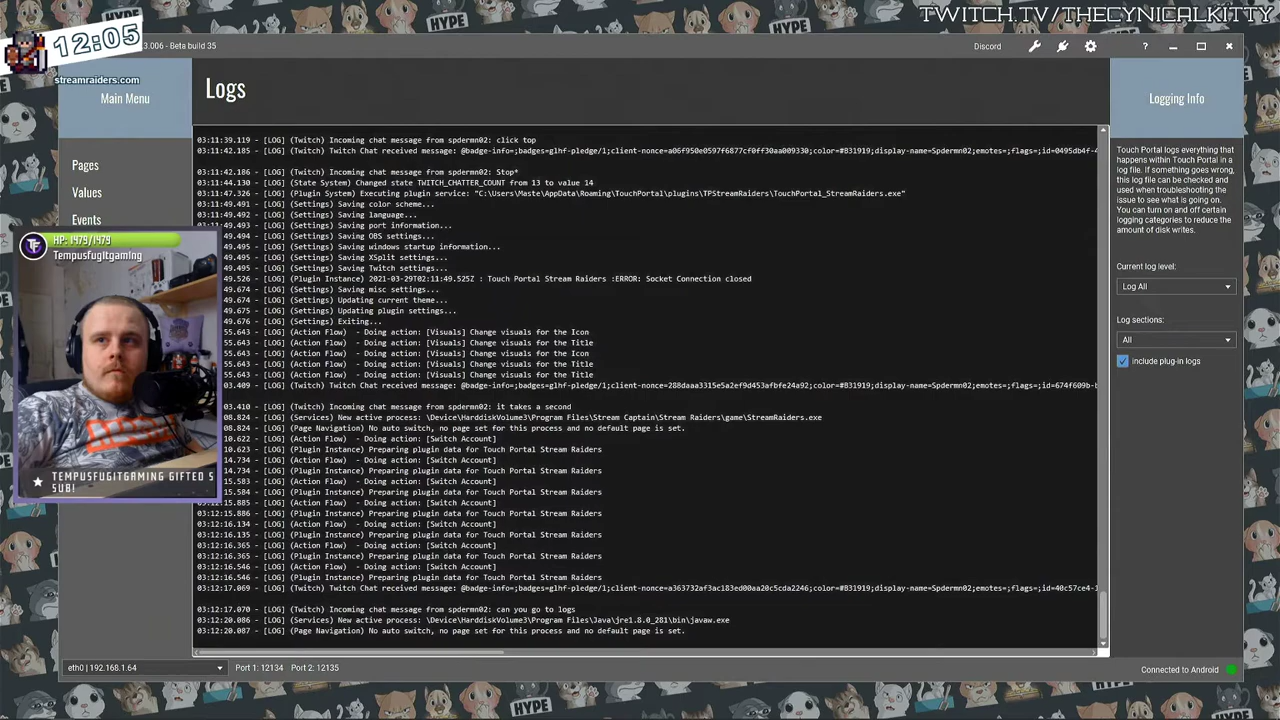 TWITCH.TV/THECYNICALKITTY
12:05
streamraiders.com
3.006 - Beta build 35
Discord
?
Main Menu
Pages
Values
Events
Logs
03:11:39.119 - [LOG] (Twitch) Incoming chat message from spdermn02: click top
03:11:42.185 - [LOG] (Twitch) Twitch Chat received message: @badge-info=;badges=glhf-pledge/1;client-nonce=a06f950e0597f6877cf0ff30aa009330;color=#B31919;display-name=Spdermn02;emotes=;flags=;id=0495db4f-4
03:11:42.186 - [LOG] (Twitch) Incoming chat message from spdermn02: Stop*
03:11:44.130 - [LOG] (State System) Changed state TWITCH_CHATTER_COUNT from 13 to value 14
03:11:47.326 - [LOG] (Plugin System) Executing plugin service: "C:\Users\Maste\AppData\Roaming\TouchPortal\plugins\TPStreamRaiders\TouchPortal_StreamRaiders.exe"
03:11:49.491 - [LOG] (Settings) Saving color scheme...
03:11:49.492 - [LOG] (Settings) Saving language...
03:11:49.493 - [LOG] (Settings) Saving port information...
49.494 - [LOG] (Settings) Saving OBS settings...
49.495 - [LOG] (Settings) Saving windows startup information...
49.495 - [LOG] (Settings) Saving XSplit settings...
49.495 - [LOG] (Settings) Saving Twitch settings...
49.526 - [LOG] (Plugin Instance) 2021-03-29T02:11:49.525Z : Touch Portal Stream Raiders :ERROR: Socket Connection closed
49.674 - [LOG] (Settings) Saving misc settings...
49.674 - [LOG] (Settings) Updating current theme...
49.675 - [LOG] (Settings) Updating plugin settings...
49.676 - [LOG] (Settings) Exiting...
55.643 - [LOG] (Action Flow) - Doing action: [Visuals] Change visuals for the Icon
55.643 - [LOG] (Action Flow) - Doing action: [Visuals] Change visuals for the Title
55.643 - [LOG] (Action Flow) - Doing action: [Visuals] Change visuals for the Icon
55.643 - [LOG] (Action Flow) - Doing action: [Visuals] Change visuals for the Title
55.643 - [LOG] (Action Flow) - Doing action: [Visuals] Change visuals for the Title
03.409 - [LOG] (Twitch) Twitch Chat received message: @badge-info=;badges=glhf-pledge/1;client-nonce=288daaa3315e5a2ef9d453afbfe24a92;color=#B31919;display-name=Spdermn02;emotes=;flags=;id=674f609b-b
03.410 - [LOG] (Twitch) Incoming chat message from spdermn02: it takes a second
08.824 - [LOG] (Services) New active process: \Device\HarddiskVolume3\Program Files\Stream Captain\Stream Raiders\game\StreamRaiders.exe
08.824 - [LOG] (Page Navigation) No auto switch, no page set for this process and no default page is set.
10.622 - [LOG] (Action Flow) - Doing action: [Switch Account]
10.623 - [LOG] (Plugin Instance) Preparing plugin data for Touch Portal Stream Raiders
14.734 - [LOG] (Action Flow) - Doing action: [Switch Account]
14.734 - [LOG] (Plugin Instance) Preparing plugin data for Touch Portal Stream Raiders
15.583 - [LOG] (Action Flow) - Doing action: [Switch Account]
15.584 - [LOG] (Plugin Instance) Preparing plugin data for Touch Portal Stream Raiders
03:12:15.885 - [LOG] (Action Flow) - Doing action: [Switch Account]
03:12:15.886 - [LOG] (Plugin Instance) Preparing plugin data for Touch Portal Stream Raiders
03:12:16.134 - [LOG] (Action Flow) - Doing action: [Switch Account]
03:12:16.135 - [LOG] (Plugin Instance) Preparing plugin data for Touch Portal Stream Raiders
03:12:16.365 - [LOG] (Action Flow) - Doing action: [Switch Account]
03:12:16.365 - [LOG] (Plugin Instance) Preparing plugin data for Touch Portal Stream Raiders
03:12:16.546 - [LOG] (Action Flow) - Doing action: [Switch Account]
03:12:16.546 - [LOG] (Plugin Instance) Preparing plugin data for Touch Portal Stream Raiders
03:12:17.069 - [LOG] (Twitch) Twitch Chat received message: @badge-info=;badges=glhf-pledge/1;client-nonce=a363732af3ac183ed00aa20c5cda2246;color=#B31919;display-name=Spdermn02;emotes=;flags=;id=40c57ce4-1
03:12:17.070 - [LOG] (Twitch) Incoming chat message from spdermn02: can you go to logs
03:12:20.086 - [LOG] (Services) New active process: \Device\HarddiskVolume3\Program Files\Java\jre1.8.0_281\bin\javaw.exe
03:12:20.087 - [LOG] (Page Navigation) No auto switch, no page set for this process and no default page is set.
Logging Info
Touch Portal logs everything that
happens within Touch Portal in a
log file. If something goes wrong,
this log file can be checked and
used when troubleshooting the
issue to see what is going on.
You can turn on and off certain
logging categories to reduce the
amount of disk writes.
Current log level:
Log All
Log sections:
All
Include plug-in logs
HP: 1479/1479
Tempusfugitgaming
TEMPUSFUGITGAMING GIFTED 5
SUB!
eth0 | 192.168.1.64
Port 1: 12134
Port 2: 12135
Connected to Android
HYPE
HYPE
HYPE
HYPE